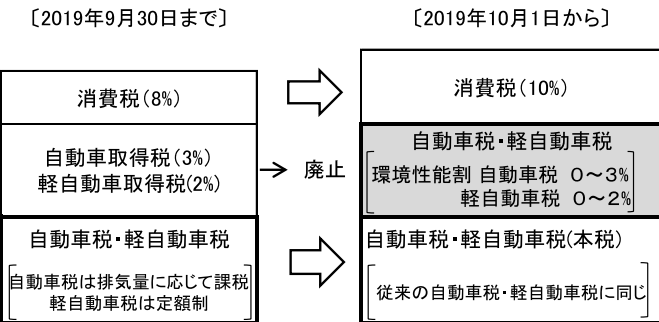 〔2019年9月30日まで〕
消費税(8%)
自動車取得税(3%)
軽自動車取得税(2%)
廃止
自動車税・軽自動車税
自動車税は排気量に応じて課税
軽自動車税は定額制
〔2019年10月1日から〕
消費税(10%)
自動車税・軽自動車税
環境性能割 自動車税 0〜3%
軽自動車税 0〜2%
自動車税・軽自動車税(本税)
従来の自動車税・軽自動車税に同じ